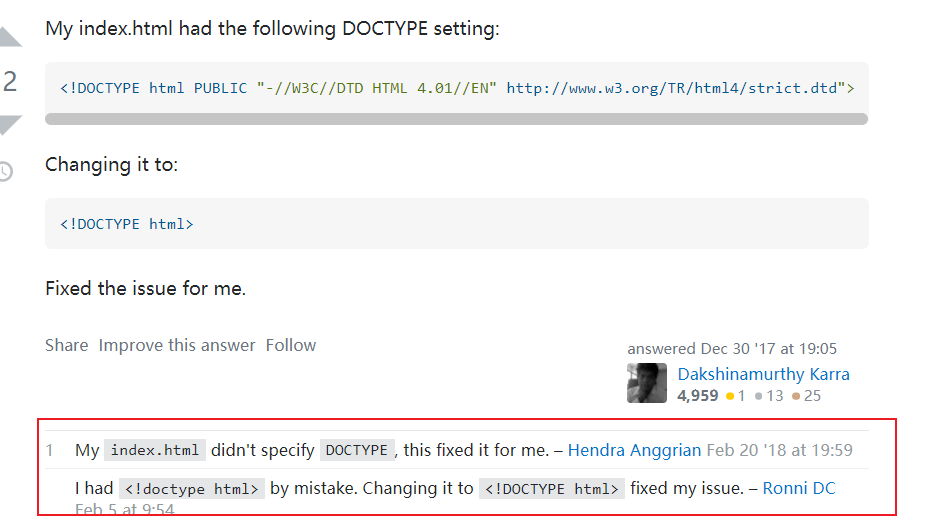 My index.html had the following DOCTYPE setting:
2
<!DOCTYPE html PUBLIC "-//W3C//DTD HTML 4.01//EN" http://www.w3.org/TR/html4/strict.dtd">
Changing it to:
<!DOCTYPE html>
Fixed the issue for me.
Share Improve this answer Follow
answered Dec 30 '17 at 19:05
Dakshinamurthy Karra
4,959 ●1 ●13 ●25
1 My index.html didn't specify DOCTYPE, this fixed it for me. – Hendra Anggrian Feb 20 '18 at 19:59
I had <!doctype html> by mistake. Changing it to <!DOCTYPE html> fixed my issue. – Ronni DC
Feb 5 at 9:54